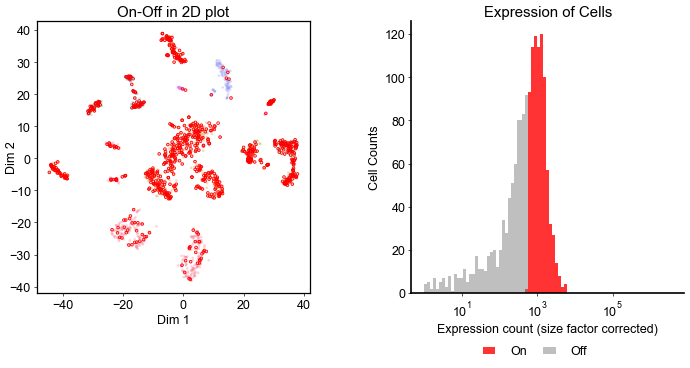 On-Off in 2D plot
40
30
20
10
0
−10
−20
−30
−40
Dim 2
−40 −20 0 20 40
Dim 1
Expression of Cells
120
100
80
60
40
20
0
Cell Counts
10^1 10^3 10^5
Expression count (size factor corrected)
On Off